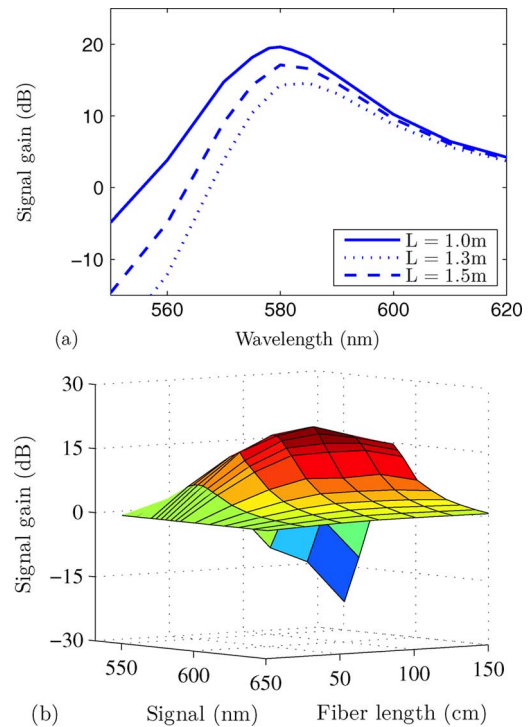 20
10
0
−10
Signal gain (dB)
L = 1.0m
L = 1.3m
L = 1.5m
560
580
600
620
(a)
Wavelength (nm)
30
15
0
−15
−30
Signal gain (dB)
550
600
650
50
100
150
(b)
Signal (nm)
Fiber length (cm)